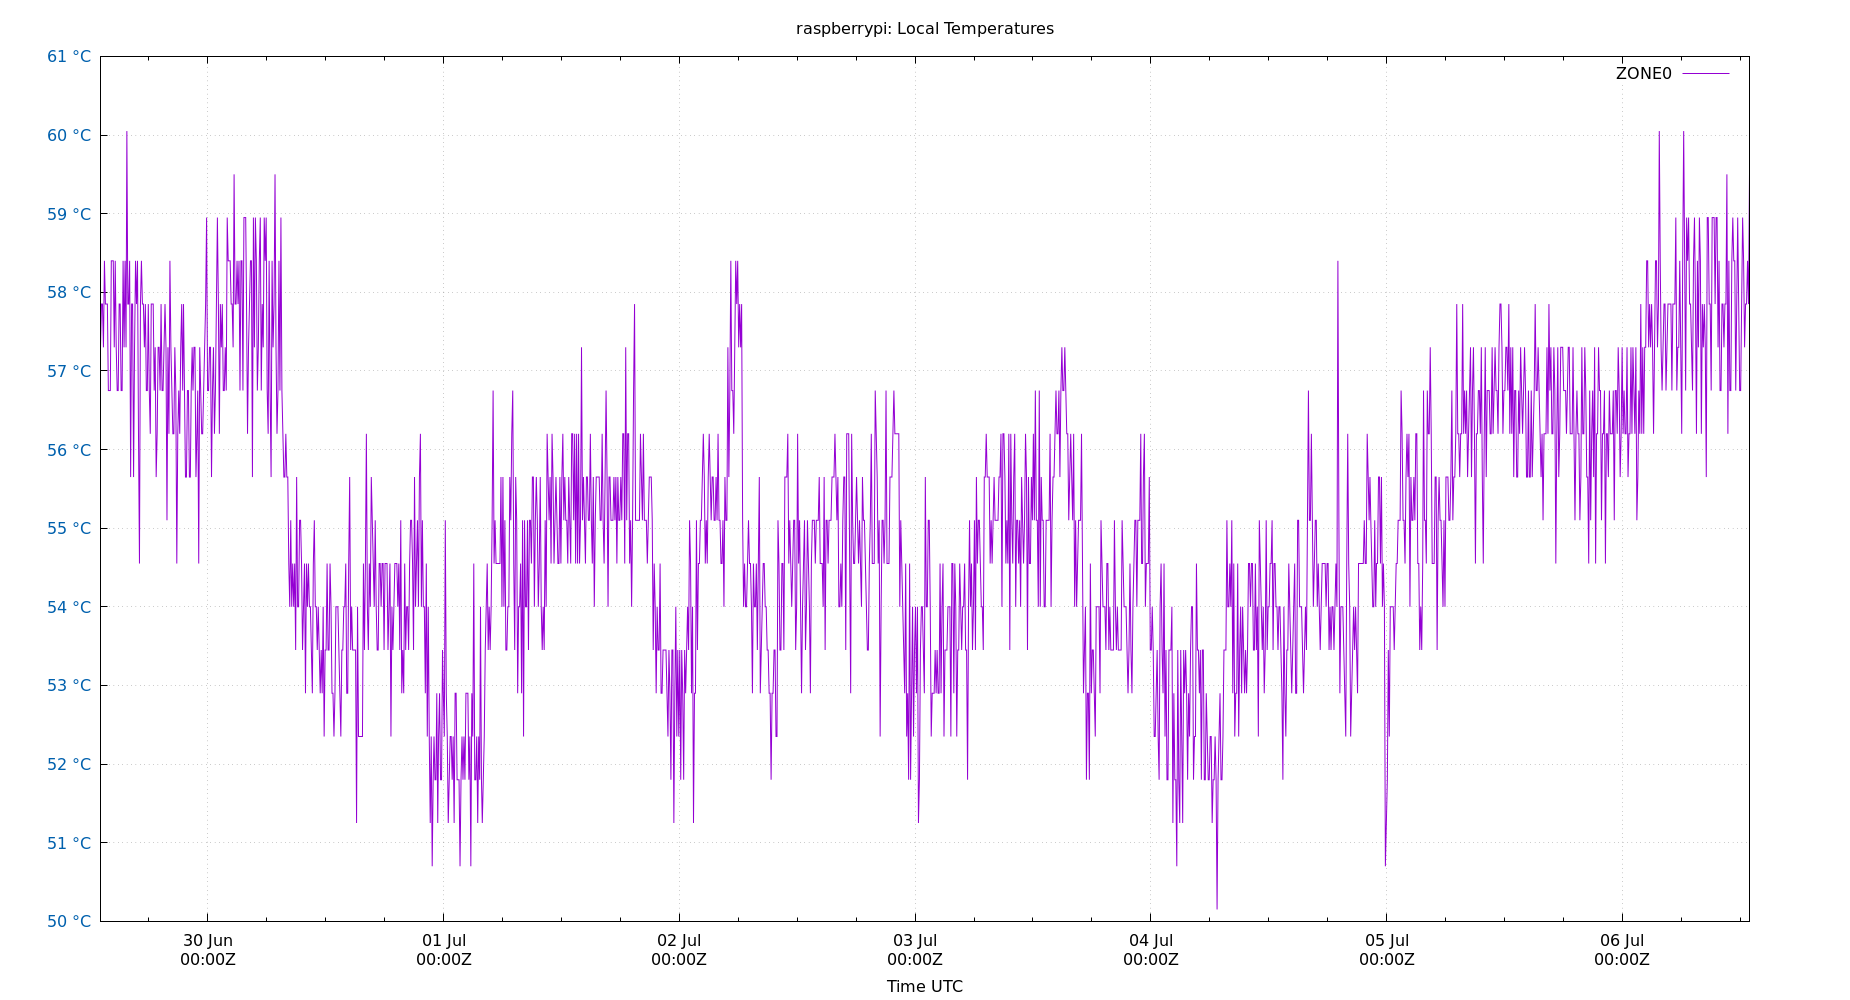 raspberrypi: Local Temperatures
61 °C
ZONE0
60 °C
59 °C
58 °C
57 °C
56 °C
55 °C
54 °C
53 °C
52 °C
51 °C
50 °C
30 Jun 01 Jul 02 Jul 03 Jul 04 Jul 05 Jul 06 Jul
00:00Z 00:00Z 00:00Z 00:00Z 00:00Z 00:00Z 00:00Z
Time UTC